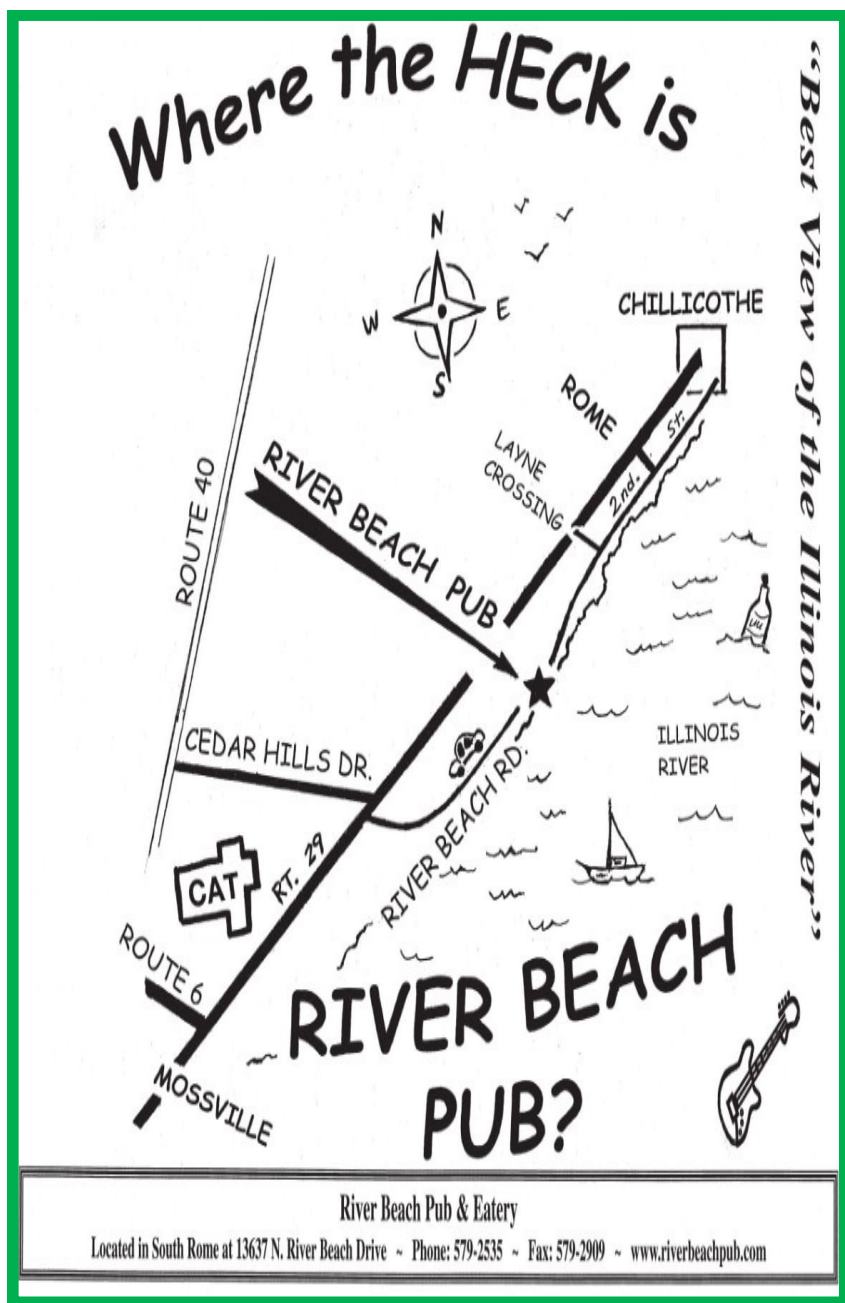 Where the HECK is
"Best View of the Illinois River"
N
W
E
S
CHILLICOTHE
ROME
LAYNE
CROSSING
2nd. St.
ROUTE 40
RIVER BEACH PUB
CEDAR HILLS DR.
ILLINOIS
RIVER
RIVER BEACH RD.
RT. 29
CAT
ROUTE 6
MOSSVILLE
RIVER BEACH
PUB?
River Beach Pub & Eatery
Located in South Rome at 13637 N. River Beach Drive ~ Phone: 579-2535 ~ Fax: 579-2909 ~ www.riverbeachpub.com